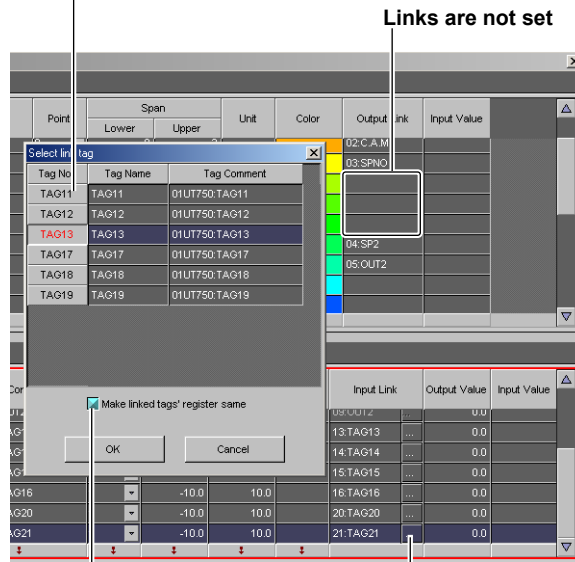 Links are not set
Point Span Unit Color Output Link Input Value
Lower Upper
02:C.A.M
03:SPNO
04:SP2
05:OUT2
Select link tag
Tag No Tag Name Tag Comment
TAG11 TAG11 01UT750:TAG11
TAG12 TAG12 01UT750:TAG12
TAG13 TAG13 01UT750:TAG13
TAG17 TAG17 01UT750:TAG17
TAG18 TAG18 01UT750:TAG18
TAG19 TAG19 01UT750:TAG19
Make linked tags' register same
OK Cancel
Input Link Output Value Input Value
09:OUT2 ... 0.0
13:TAG13 ... 0.0
14:TAG14 ... 0.0
15:TAG15 ... 0.0
AG16 -10.0 10.0 16:TAG16 ... 0.0
AG20 -10.0 10.0 20:TAG20 ... 0.0
AG21 -10.0 10.0 21:TAG21 ... 0.0